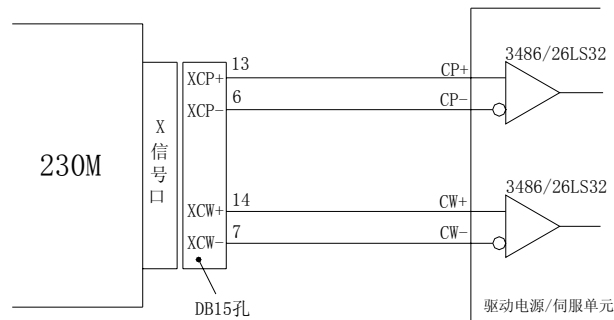 3486/26LS32
13
XCP+
CP+
6
XCP-
CP-
X
信
号
口
230M
3486/26LS32
14
XCW+
CW+
7
XCW-
CW-
DB15孔
驱动电源/伺服单元